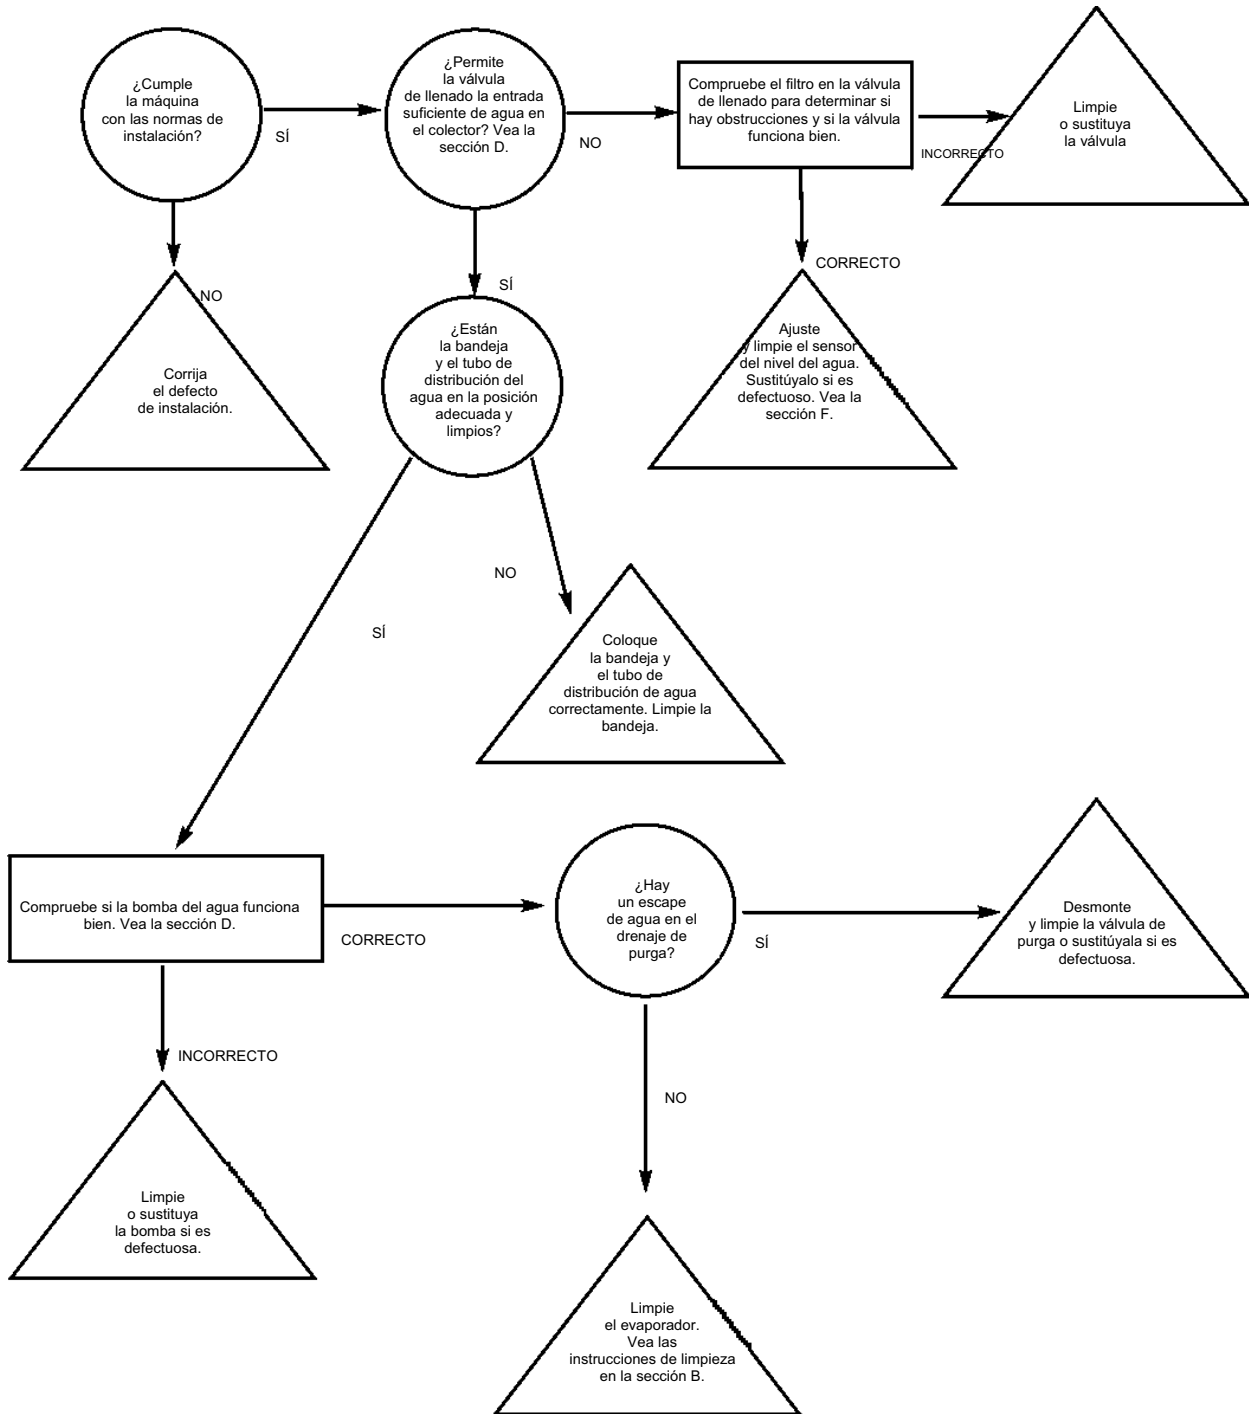 ¿Cumple
la máquina
con las normas de
instalación?
SÍ
NO
Corrija
el defecto
de instalación.
¿Permite
la válvula
de llenado la entrada
suficiente de agua en
el colector? Vea la
sección D.
NO
SÍ
Compruebe el filtro en la válvula
de llenado para determinar si
hay obstrucciones y si la válvula
funciona bien.
INCORRECTO
Limpie
o sustituya
la válvula
CORRECTO
Ajuste
y limpie el sensor
del nivel del agua.
Sustitúyalo si es
defectuoso. Vea la
sección F.
¿Están
la bandeja
y el tubo de
distribución del
agua en la posición
adecuada y
limpios?
NO
SÍ
Coloque
la bandeja y
el tubo de
distribución de agua
correctamente. Limpie la
bandeja.
Compruebe si la bomba del agua funciona
bien. Vea la sección D.
CORRECTO
INCORRECTO
Limpie
o sustituya
la bomba si es
defectuosa.
¿Hay
un escape
de agua en el
drenaje de
purga?
SÍ
NO
Desmonte
y limpie la válvula de
purga o sustitúyala si es
defectuosa.
Limpie
el evaporador.
Vea las
instrucciones de limpieza
en la sección B.